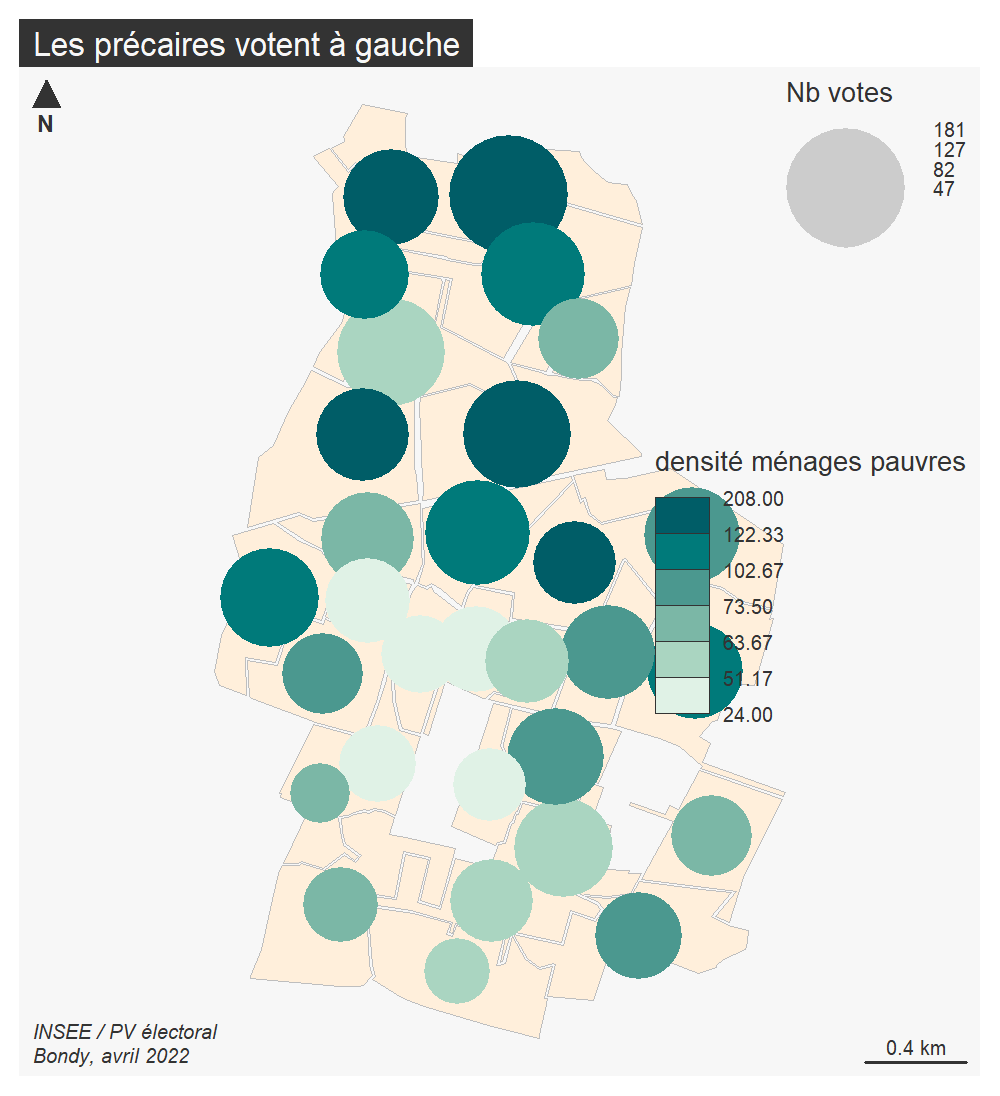 Les précaires votent à gauche
N
Nb votes
181
127
82
47
densité ménages pauvres
208.00
122.33
102.67
73.50
63.67
51.17
24.00
INSEE / PV électoral
Bondy, avril 2022
0.4 km